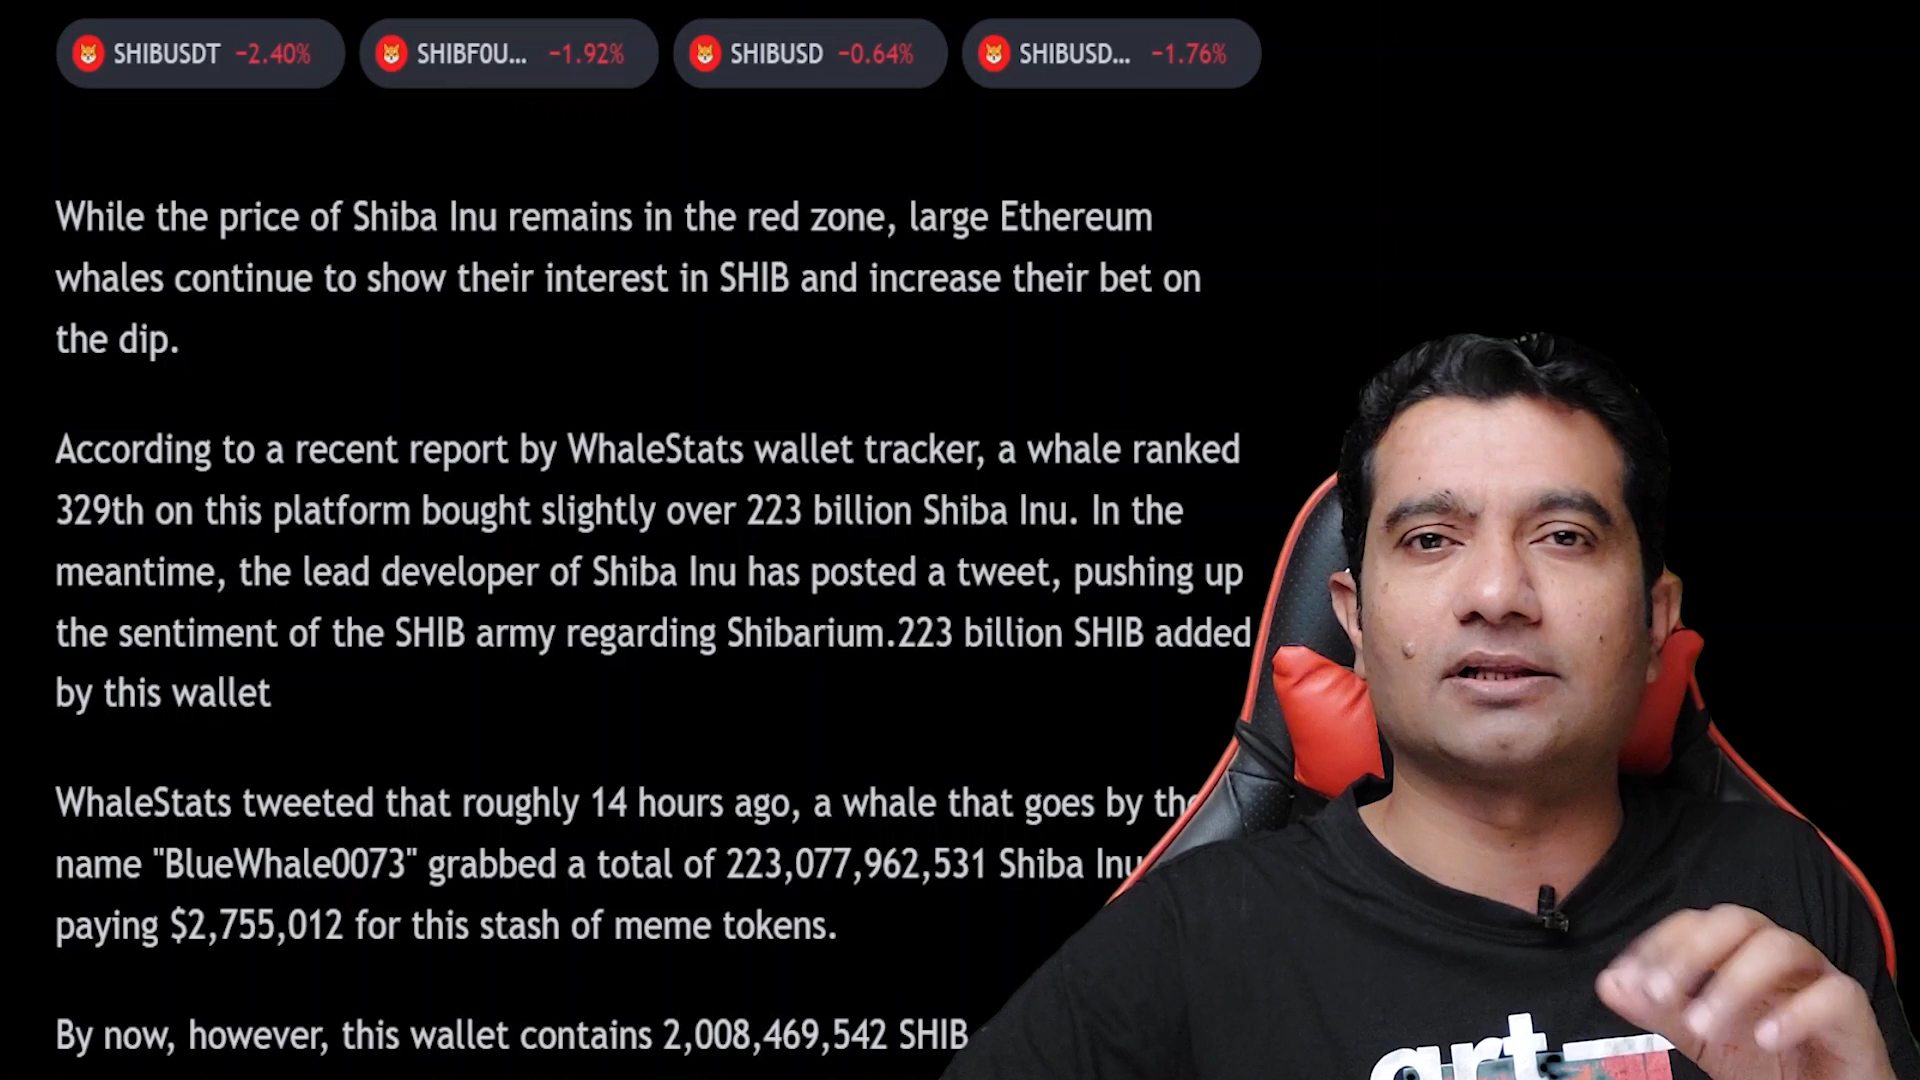 SHIBUSDT −2.40% SHIBF0U... −1.92% SHIBUSD −0.64% SHIBUSD... −1.76%
While the price of Shiba Inu remains in the red zone, large Ethereum
whales continue to show their interest in SHIB and increase their bet on
the dip.
According to a recent report by WhaleStats wallet tracker, a whale ranked
329th on this platform bought slightly over 223 billion Shiba Inu. In the
meantime, the lead developer of Shiba Inu has posted a tweet, pushing up
the sentiment of the SHIB army regarding Shibarium.223 billion SHIB added
by this wallet
WhaleStats tweeted that roughly 14 hours ago, a whale that goes by the
name "BlueWhale0073" grabbed a total of 223,077,962,531 Shiba Inu
paying $2,755,012 for this stash of meme tokens.
By now, however, this wallet contains 2,008,469,542 SHIB
art